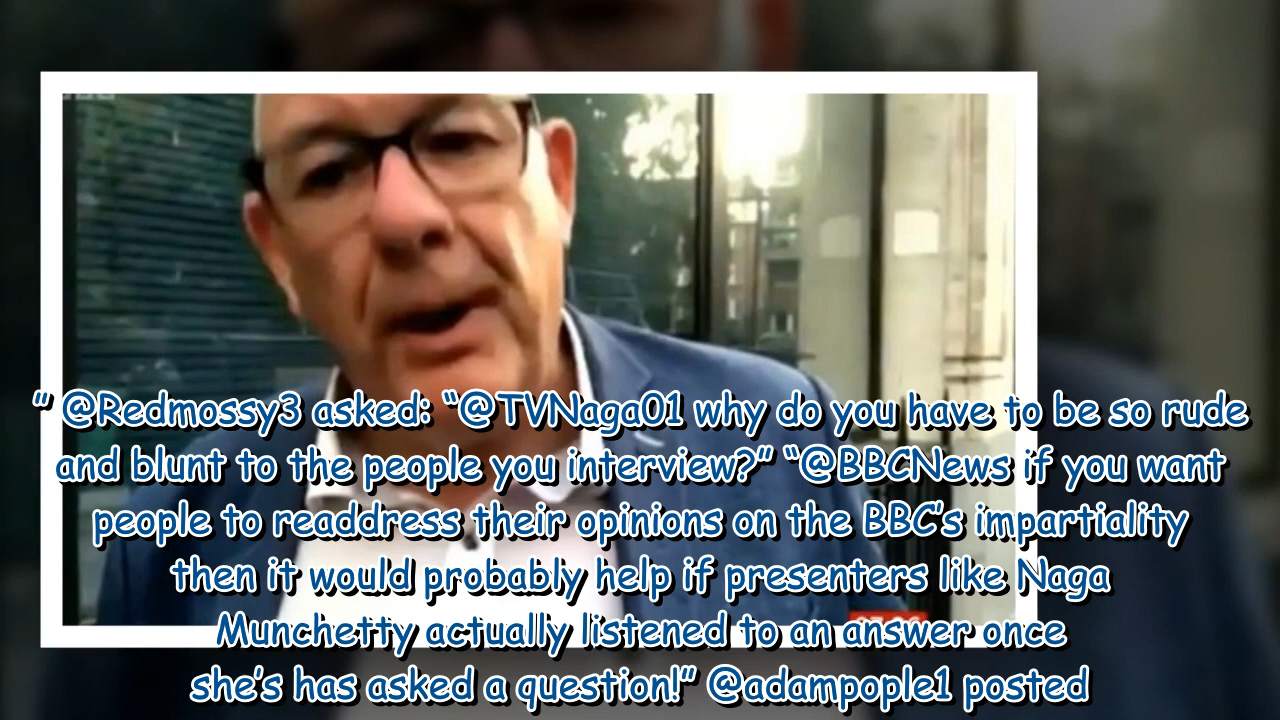 ” @Redmossy3 asked: “@TVNaga01 why do you have to be so rude
and blunt to the people you interview?” “@BBCNews if you want
people to readdress their opinions on the BBC’s impartiality
then it would probably help if presenters like Naga
Munchetty actually listened to an answer once
she’s has asked a question!” @adampople1 posted